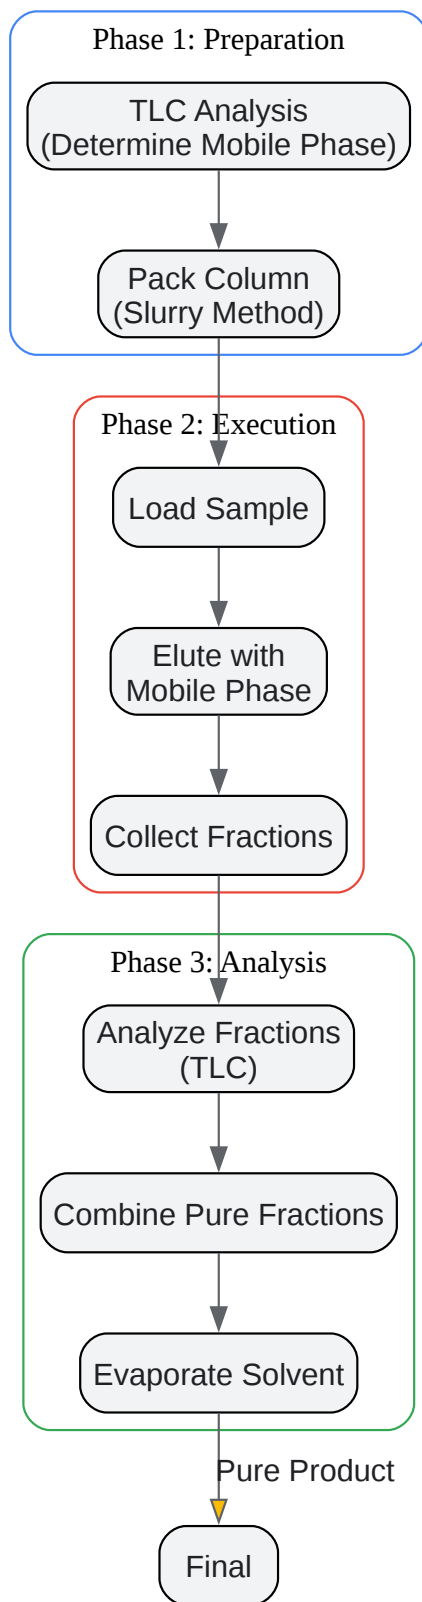 Phase 1: Preparation
TLC Analysis
(Determine Mobile Phase)
Pack Column
(Slurry Method)
Phase 2: Execution
Load Sample
Elute with
Mobile Phase
Collect Fractions
Phase 3: Analysis
Analyze Fractions
(TLC)
Combine Pure Fractions
Evaporate Solvent
Pure Product
Final